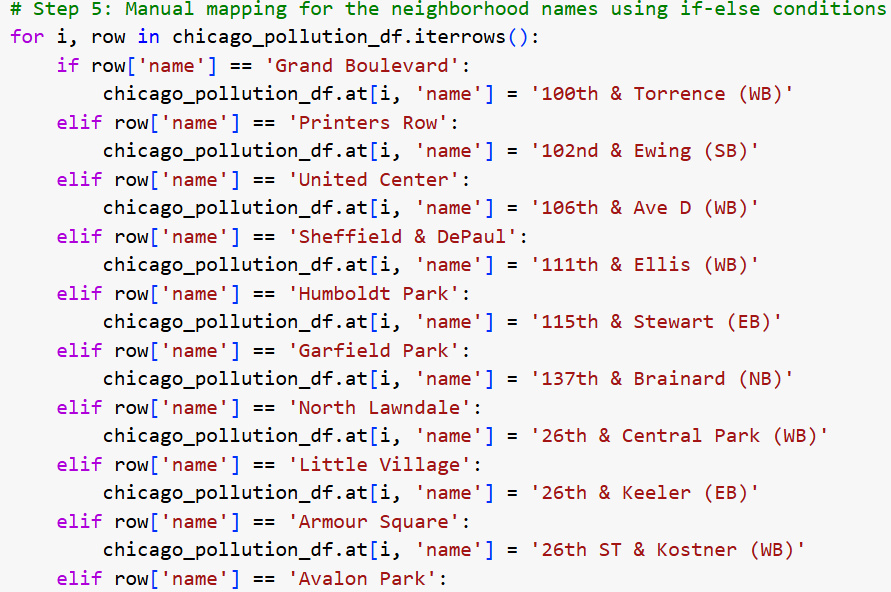 # Step 5: Manual mapping for the neighborhood names using if-else conditions
for i, row in chicago_pollution_df.iterrows():
    if row['name'] == 'Grand Boulevard':
        chicago_pollution_df.at[i, 'name'] = '100th & Torrence (WB)'
    elif row['name'] == 'Printers Row':
        chicago_pollution_df.at[i, 'name'] = '102nd & Ewing (SB)'
    elif row['name'] == 'United Center':
        chicago_pollution_df.at[i, 'name'] = '106th & Ave D (WB)'
    elif row['name'] == 'Sheffield & DePaul':
        chicago_pollution_df.at[i, 'name'] = '111th & Ellis (WB)'
    elif row['name'] == 'Humboldt Park':
        chicago_pollution_df.at[i, 'name'] = '115th & Stewart (EB)'
    elif row['name'] == 'Garfield Park':
        chicago_pollution_df.at[i, 'name'] = '137th & Brainard (NB)'
    elif row['name'] == 'North Lawndale':
        chicago_pollution_df.at[i, 'name'] = '26th & Central Park (WB)'
    elif row['name'] == 'Little Village':
        chicago_pollution_df.at[i, 'name'] = '26th & Keeler (EB)'
    elif row['name'] == 'Armour Square':
        chicago_pollution_df.at[i, 'name'] = '26th ST & Kostner (WB)'
    elif row['name'] == 'Avalon Park':